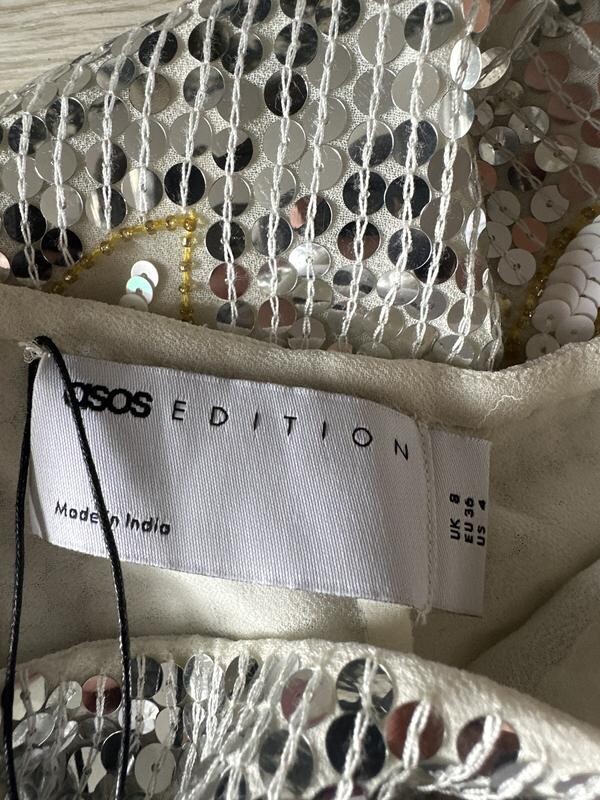 asos EDITION
Made in India
UK 8
EU 36
US 4